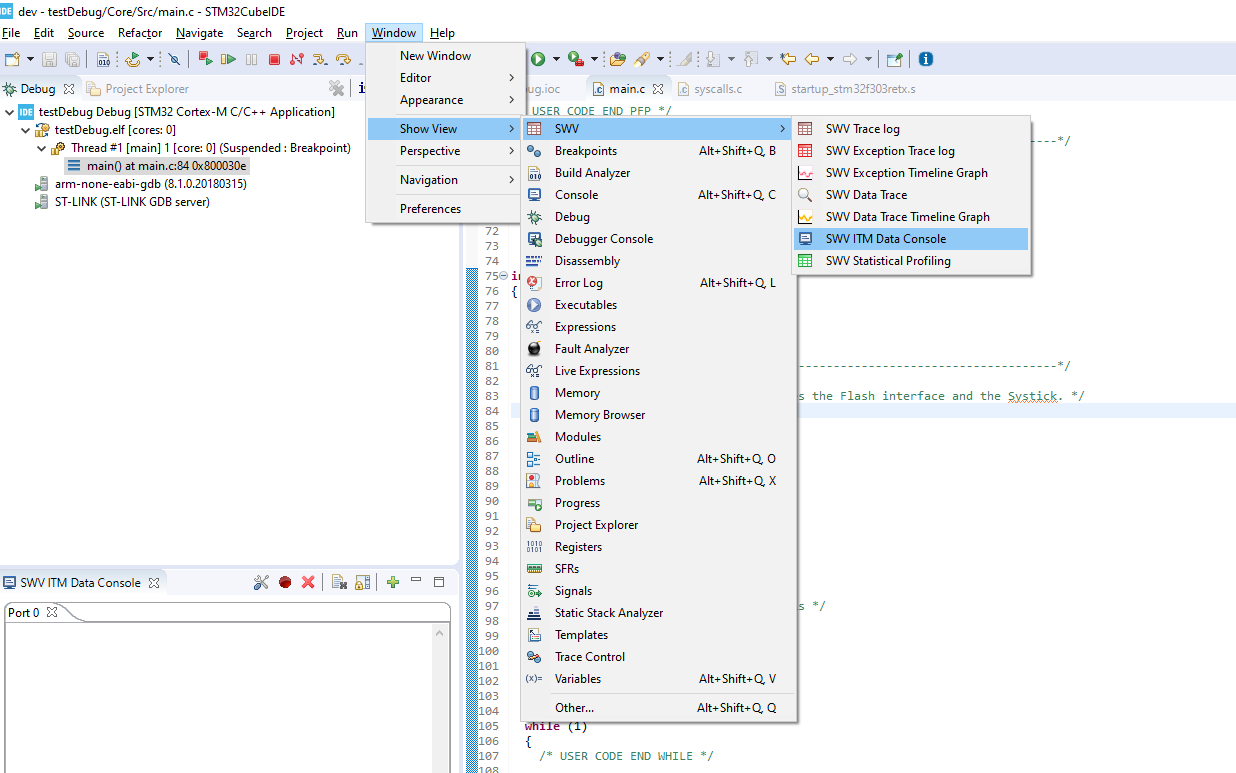 IDE dev - testDebug/Core/Src/main.c - STM32CubeIDE
File Edit Source Refactor Navigate Search Project Run Window Help
Debug
Project Explorer
bug.ioc
main.c
syscalls.c
startup_stm32f303retx.s
IDE testDebug Debug [STM32 Cortex-M C/C++ Application]
testDebug.elf [cores: 0]
Thread #1 [main] 1 [core: 0] (Suspended : Breakpoint)
main() at main.c:84 0x800030e
arm-none-eabi-gdb (8.1.0.20180315)
ST-LINK (ST-LINK GDB server)
New Window
Editor
Appearance
Show View
Perspective
Navigation
Preferences
SWV
Breakpoints Alt+Shift+Q, B
Build Analyzer
Console Alt+Shift+Q, C
Debug
Debugger Console
Disassembly
Error Log Alt+Shift+Q, L
Executables
Expressions
Fault Analyzer
Live Expressions
Memory
Memory Browser
Modules
Outline Alt+Shift+Q, O
Problems Alt+Shift+Q, X
Progress
Project Explorer
Registers
SFRs
Signals
Static Stack Analyzer
Templates
Trace Control
(x)= Variables Alt+Shift+Q, V
Other... Alt+Shift+Q, Q
SWV Trace log
SWV Exception Trace log
SWV Exception Timeline Graph
SWV Data Trace
SWV Data Trace Timeline Graph
SWV ITM Data Console
SWV Statistical Profiling
USER CODE END PFP */
----*/
72
73
74
75 in
76 {
77
78
79
80
81 -------------------------------------*/
82
83 s the Flash interface and the Systick. */
84
85
86
87
88
89
90
91
92
93
94
95
96
97 s */
98
99
100
101
102
103
104
105 while (1)
106 {
107 /* USER CODE END WHILE */
108
SWV ITM Data Console
Port 0